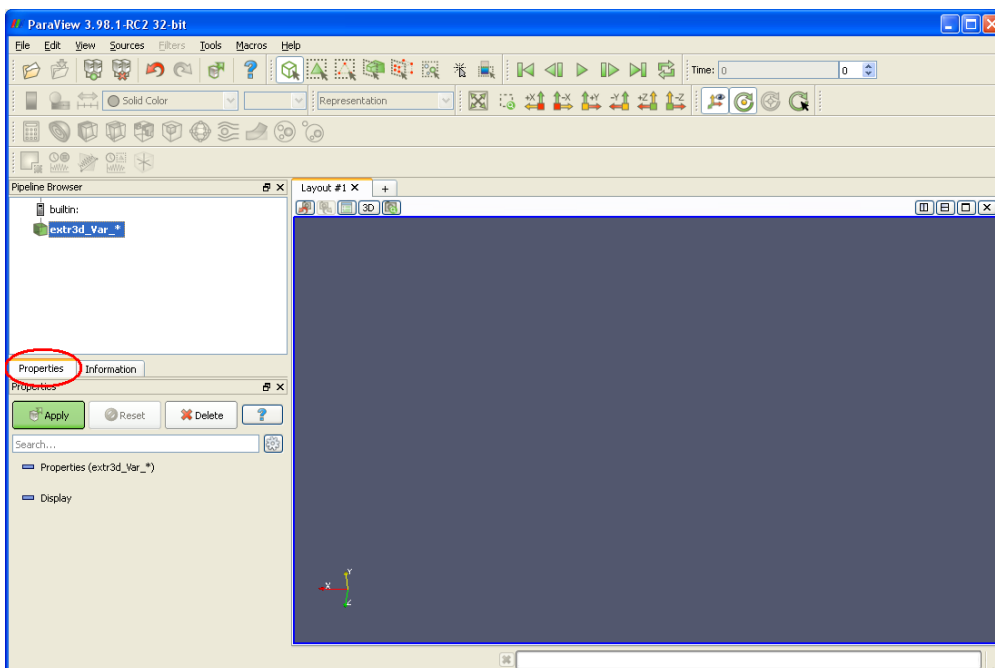 ParaView 3.98.1-RC2 32-bit
File Edit View Sources Filters Tools Macros Help
Time: 0 0
Solid Color Representation +X -X +Y -Y +Z -Z
Pipeline Browser
Layout #1 +
3D
builtin:
extr3d_Var_*
Properties Information
Properties
Apply Reset Delete ?
Search...
Properties (extr3d_Var_*)
Display
Y
X
Z